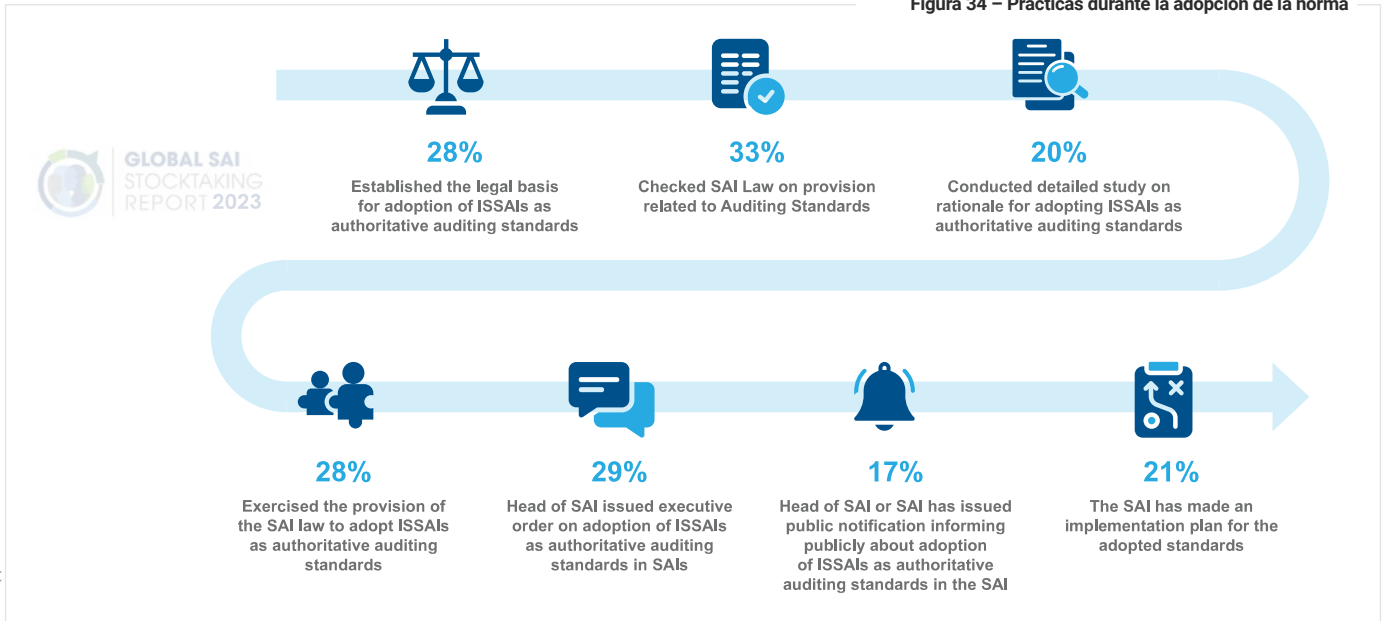 Figura 34 – Prácticas durante la adopción de la norma
GLOBAL SAI
STOCKTAKING
REPORT 2023
28%
Established the legal basis
for adoption of ISSAIs as
authoritative auditing standards
33%
Checked SAI Law on provision
related to Auditing Standards
20%
Conducted detailed study on
rationale for adopting ISSAIs as
authoritative auditing standards
28%
Exercised the provision of
the SAI law to adopt ISSAIs
as authoritative auditing
standards
29%
Head of SAI issued executive
order on adoption of ISSAIs
as authoritative auditing
standards in SAIs
17%
Head of SAI or SAI has issued
public notification informing
publicly about adoption
of ISSAIs as authoritative
auditing standards in the SAI
21%
The SAI has made an
implementation plan for the
adopted standards